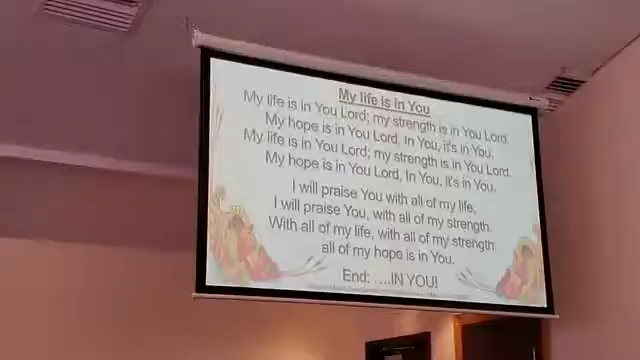 My life is in You
My life is in You Lord; my strength is in You Lord.
My hope is in You Lord, In You, it's in You.
My life is in You Lord; my strength is in You Lord.
My hope is in You Lord, In You, it's in You.
I will praise You with all of my life,
I will praise You, with all of my strength.
With all of my life, with all of my strength
all of my hope is in You.
End: ....IN YOU!